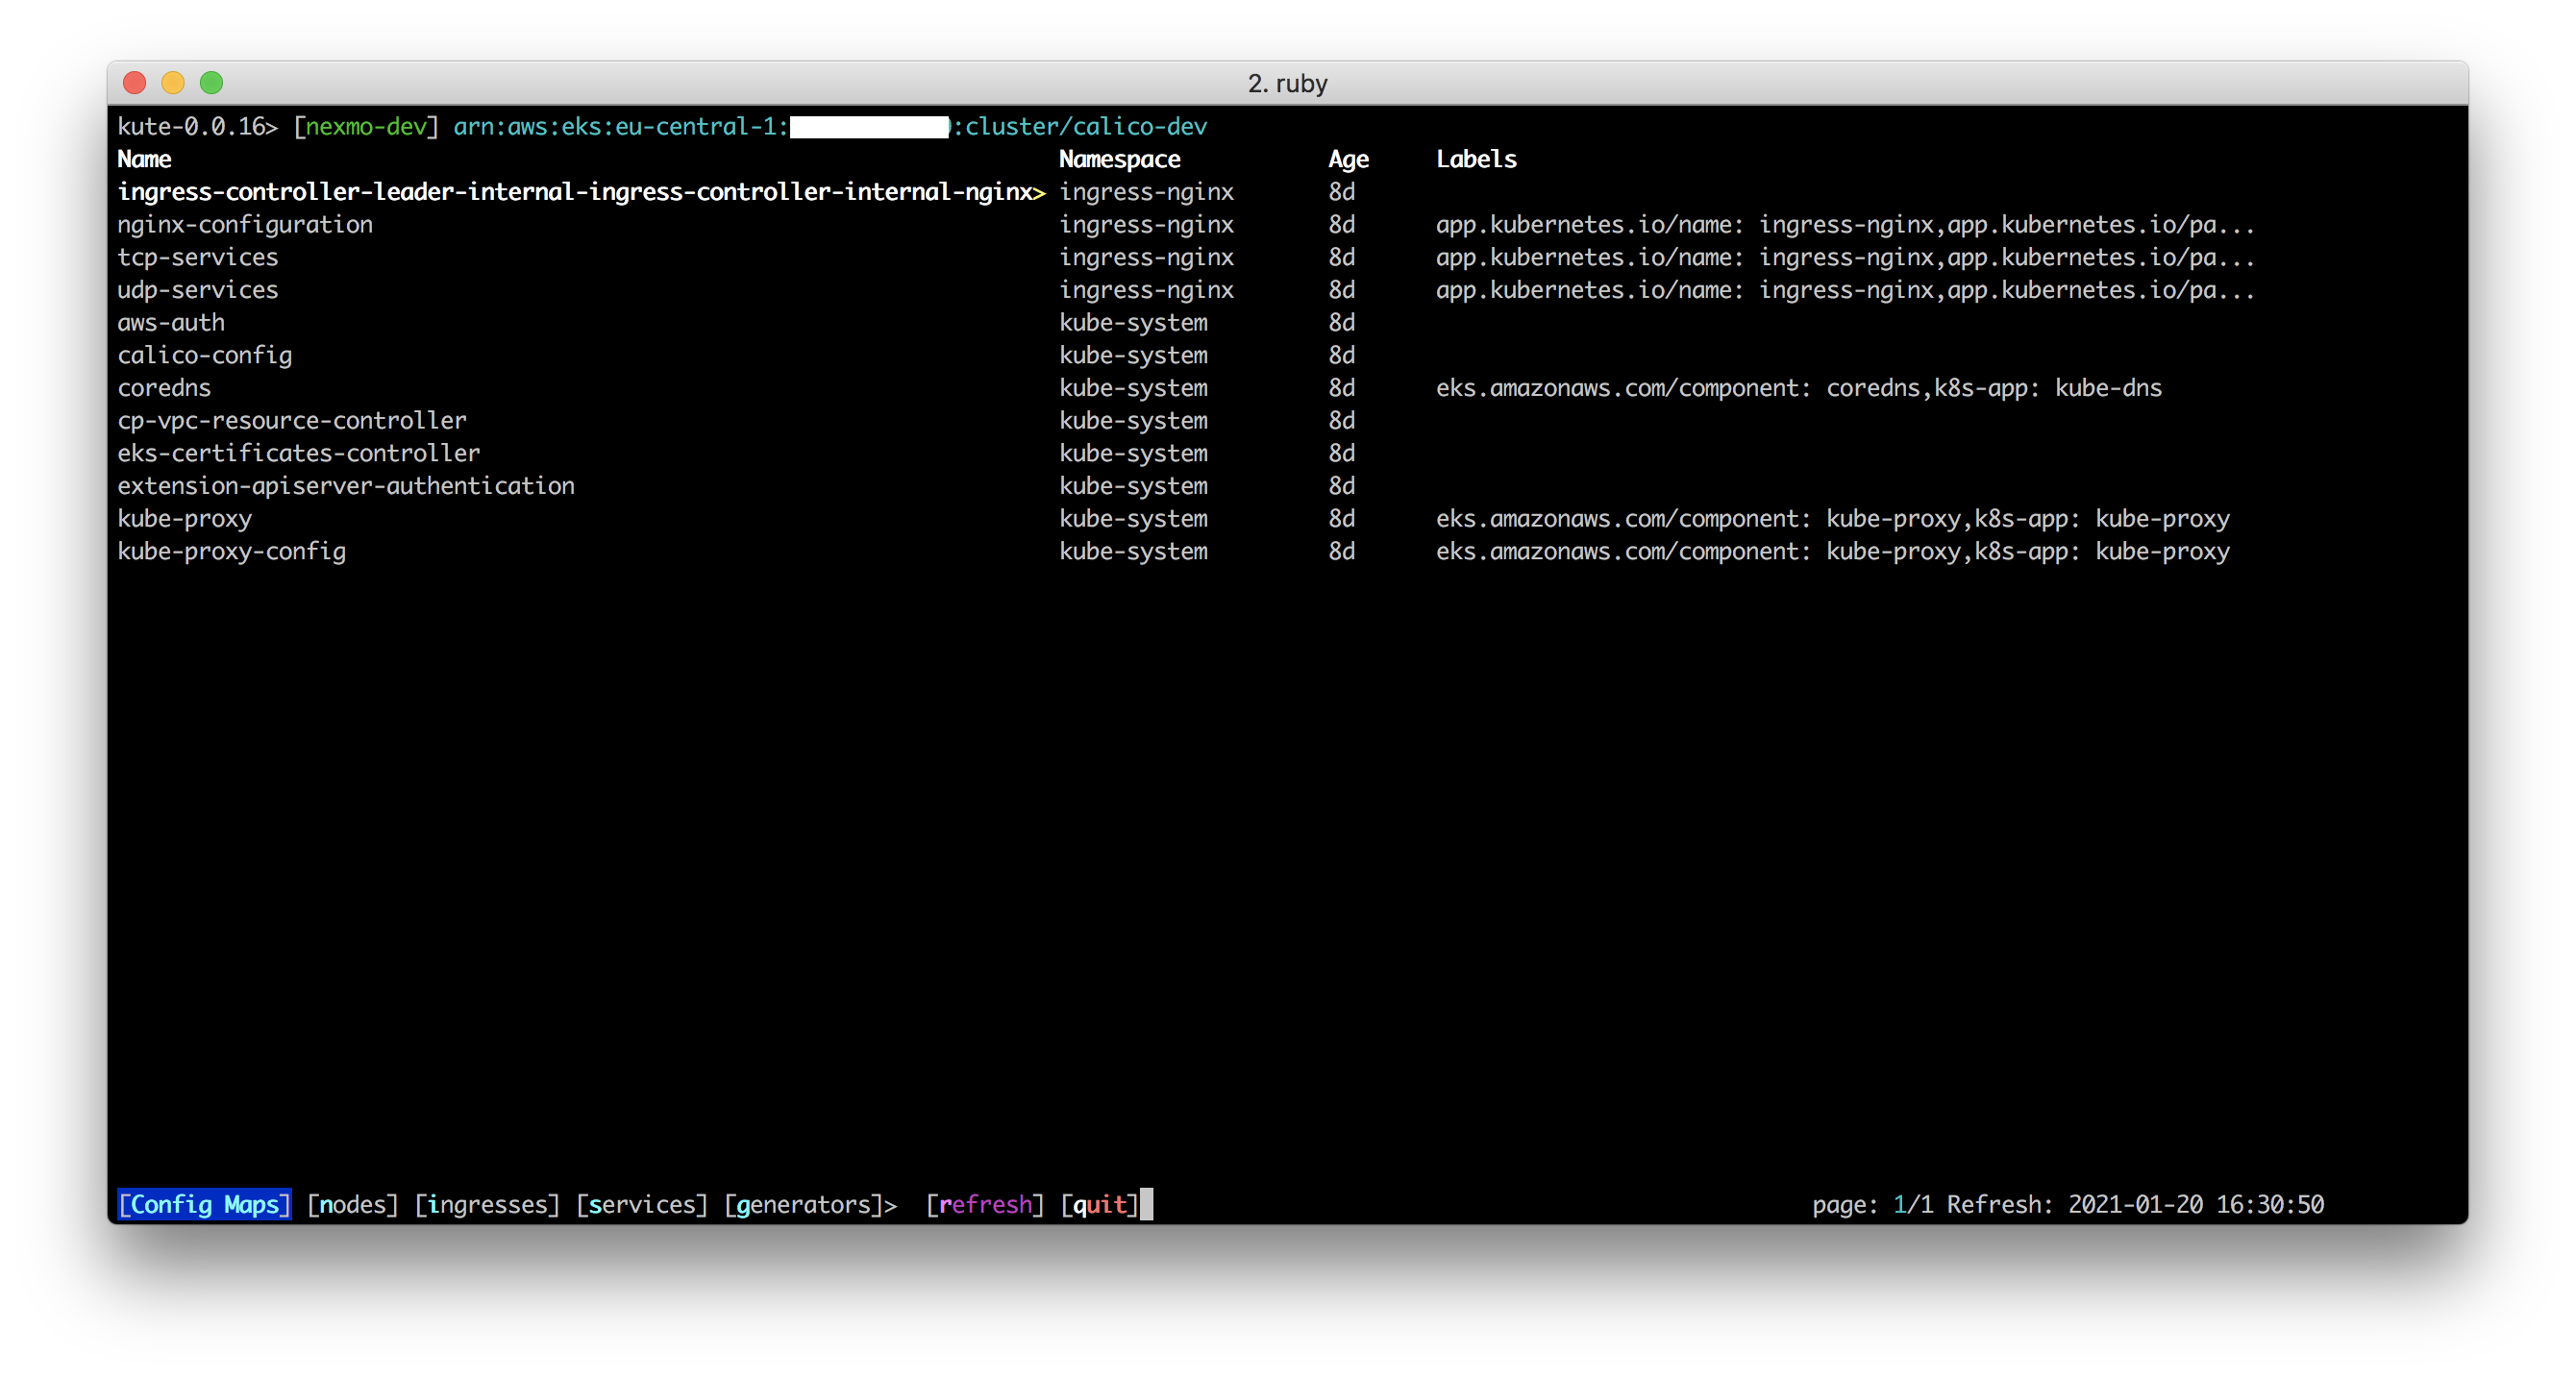 2. ruby
kute-0.0.16> [nexmo-dev] arn:aws:eks:eu-central-1: :cluster/calico-dev
Name Namespace Age Labels
ingress-controller-leader-internal-ingress-controller-internal-nginx> ingress-nginx 8d
nginx-configuration ingress-nginx 8d app.kubernetes.io/name: ingress-nginx,app.kubernetes.io/pa...
tcp-services ingress-nginx 8d app.kubernetes.io/name: ingress-nginx,app.kubernetes.io/pa...
udp-services ingress-nginx 8d app.kubernetes.io/name: ingress-nginx,app.kubernetes.io/pa...
aws-auth kube-system 8d
calico-config kube-system 8d
coredns kube-system 8d eks.amazonaws.com/component: coredns,k8s-app: kube-dns
cp-vpc-resource-controller kube-system 8d
eks-certificates-controller kube-system 8d
extension-apiserver-authentication kube-system 8d
kube-proxy kube-system 8d eks.amazonaws.com/component: kube-proxy,k8s-app: kube-proxy
kube-proxy-config kube-system 8d eks.amazonaws.com/component: kube-proxy,k8s-app: kube-proxy
[Config Maps] [nodes] [ingresses] [services] [generators]> [refresh] [quit] page: 1/1 Refresh: 2021-01-20 16:30:50